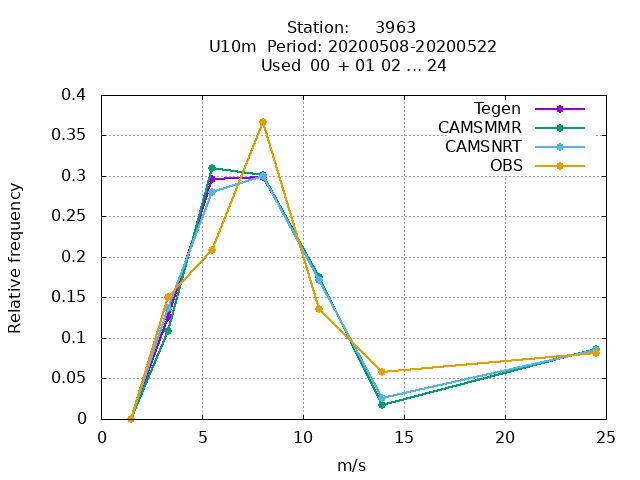 Station: 3963
U10m Period: 20200508-20200522
Used 00 + 01 02 ... 24
Tegen
CAMSMMR
CAMSNRT
OBS
0.4
0.35
0.3
0.25
0.2
0.15
0.1
0.05
0
Relative frequency
0 5 10 15 20 25
m/s